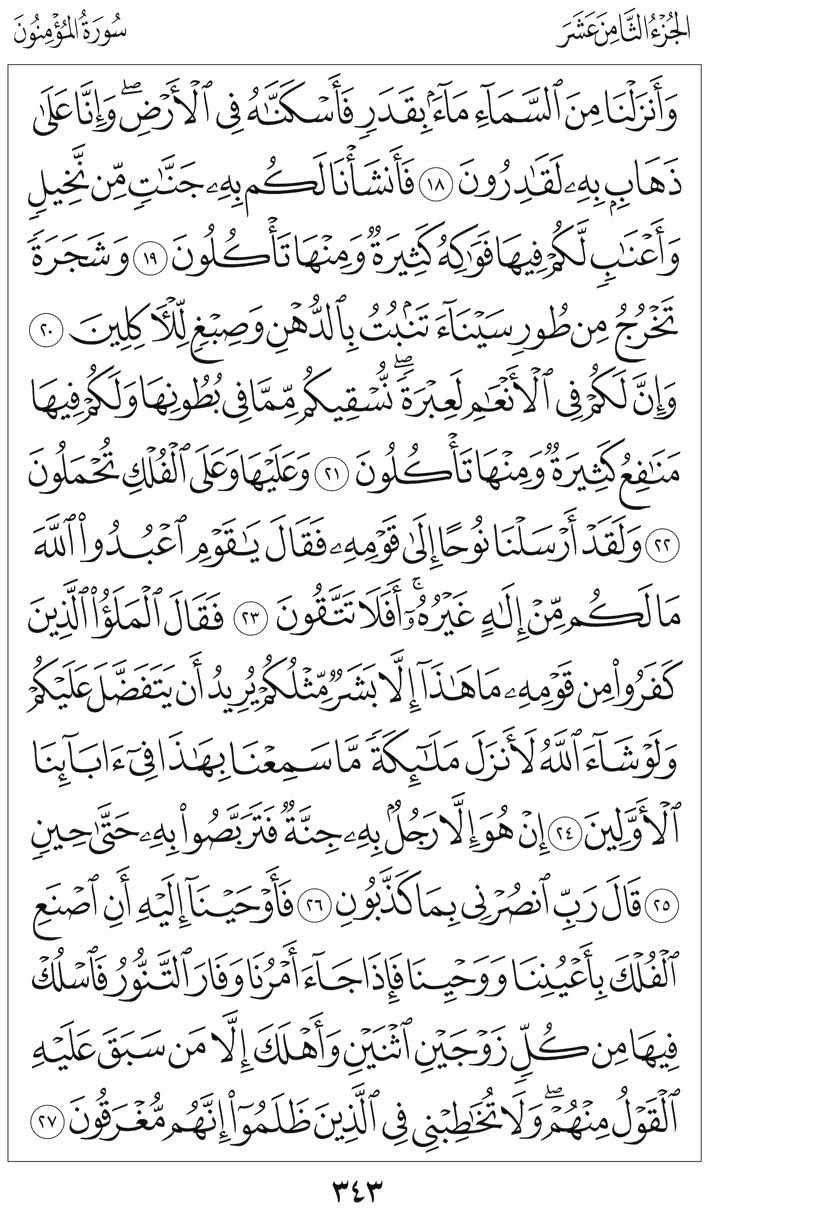 الجُزْءُ الثَّامِنَ عَشَرَ
سُورَةُ المُؤْمِنُونَ
وَأَنزَلْنَا مِنَ ٱلسَّمَآءِ مَآءَۢ بِقَدَرٖ فَأَسْكَنَّٰهُ فِي ٱلْأَرْضِۖ وَإِنَّا عَلَىٰ
ذَهَابِۭ بِهِۦ لَقَٰدِرُونَ ١٨ فَأَنشَأْنَا لَكُم بِهِۦ جَنَّٰتٖ مِّن نَّخِيلٖ
وَأَعْنَٰبٖ لَّكُمْ فِيهَا فَوَٰكِهُ كَثِيرَةٞ وَمِنْهَا تَأْكُلُونَ ١٩ وَشَجَرَةٗ
تَخْرُجُ مِن طُورِ سَيْنَآءَ تَنۢبُتُ بِٱلدُّهْنِ وَصِبْغٖ لِّلْأٓكِلِينَ ٢٠
وَإِنَّ لَكُمْ فِي ٱلْأَنْعَٰمِ لَعِبْرَةٗۖ نُّسْقِيكُم مِّمَّا فِي بُطُونِهَا وَلَكُمْ فِيهَا
مَنَٰفِعُ كَثِيرَةٞ وَمِنْهَا تَأْكُلُونَ ٢١ وَعَلَيْهَا وَعَلَى ٱلْفُلْكِ تُحْمَلُونَ
٢٢ وَلَقَدْ أَرْسَلْنَا نُوحًا إِلَىٰ قَوْمِهِۦ فَقَالَ يَٰقَوْمِ ٱعْبُدُوا۟ ٱللَّهَ
مَا لَكُم مِّنْ إِلَٰهٍ غَيْرُهُۥٓۚ أَفَلَا تَتَّقُونَ ٢٣ فَقَالَ ٱلْمَلَؤُا۟ ٱلَّذِينَ
كَفَرُوا۟ مِن قَوْمِهِۦ مَا هَٰذَآ إِلَّا بَشَرٞ مِّثْلُكُمْ يُرِيدُ أَن يَتَفَضَّلَ عَلَيْكُمْ
وَلَوْ شَآءَ ٱللَّهُ لَأَنزَلَ مَلَٰٓئِكَةٗ مَّا سَمِعْنَا بِهَٰذَا فِيٓ ءَابَآئِنَا
ٱلْأَوَّلِينَ ٢٤ إِنْ هُوَ إِلَّا رَجُلُۢ بِهِۦ جِنَّةٞ فَتَرَبَّصُوا۟ بِهِۦ حَتَّىٰ حِينٖ
٢٥ قَالَ رَبِّ ٱنصُرْنِي بِمَا كَذَّبُونِ ٢٦ فَأَوْحَيْنَآ إِلَيْهِ أَنِ ٱصْنَعِ
ٱلْفُلْكَ بِأَعْيُنِنَا وَوَحْيِنَا فَإِذَا جَآءَ أَمْرُنَا وَفَارَ ٱلتَّنُّورُ فَٱسْلُكْ
فِيهَا مِن كُلّٖ زَوْجَيْنِ ٱثْنَيْنِ وَأَهْلَكَ إِلَّا مَن سَبَقَ عَلَيْهِ
ٱلْقَوْلُ مِنْهُمْۖ وَلَا تُخَٰطِبْنِي فِي ٱلَّذِينَ ظَلَمُوٓا۟ إِنَّهُم مُّغْرَقُونَ ٢٧
٣٤٣